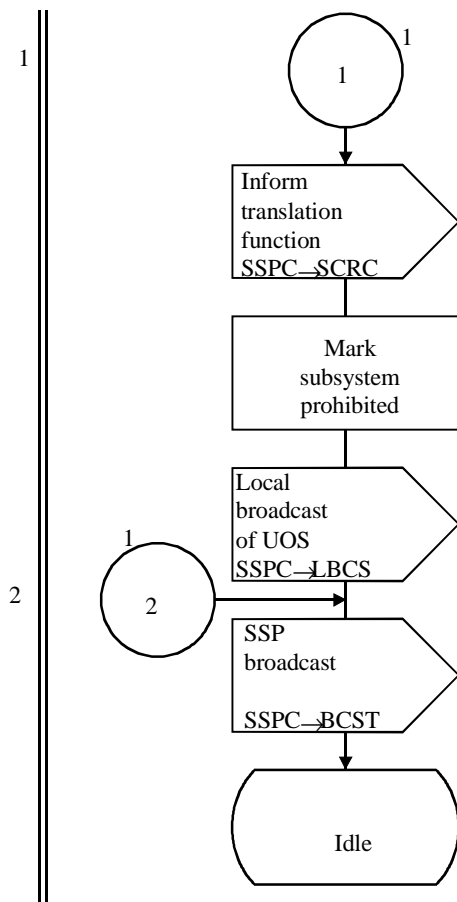 1
1
1
Inform
translation
function
SSPC→SCRC
Mark
subsystem
prohibited
Local
broadcast
of UOS
SSPC→LBCS
1
2
2
SSP
broadcast
SSPC→BCST
Idle